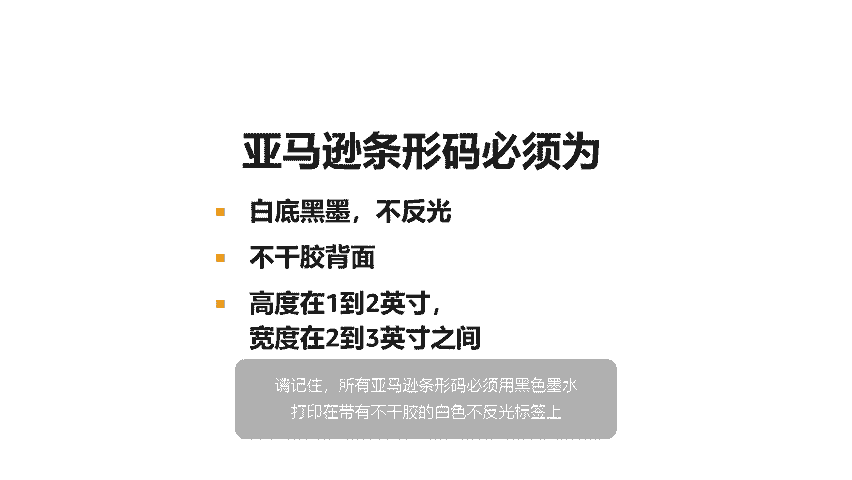 亚马逊条形码必须为
白底黑墨，不反光
不干胶背面
高度在1到2英寸，
宽度在2到3英寸之间
请记住，所有亚马逊条形码必须用黑色墨水
打印在带有不干胶的白色不反光标签上